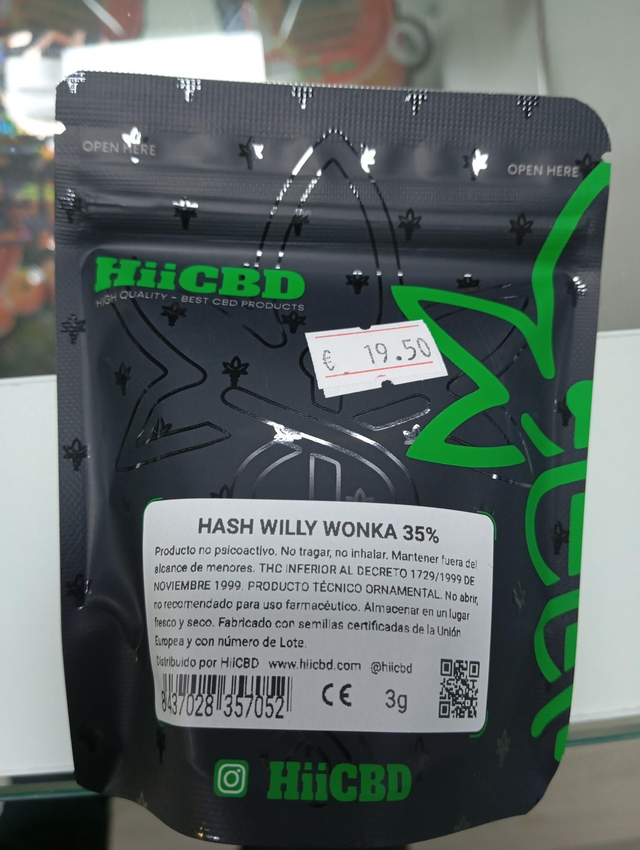 OPEN HERE
OPEN HERE
HiiCBD
HIGH QUALITY - BEST CBD PRODUCTS
€ 19.50
HASH WILLY WONKA 35%
Producto no psicoactivo. No tragar, no inhalar. Mantener fuera del
alcance de menores. THC INFERIOR AL DECRETO 1729/1999 DE
NOVIEMBRE 1999. PRODUCTO TÉCNICO ORNAMENTAL. No abrir,
no recomendado para uso farmacéutico. Almacenar en un lugar
fresco y seco. Fabricado con semillas certificadas de la Unión
Europea y con número de Lote.
Distribuido por HiiCBD www.hiicbd.com @hiicbd
8437028 357052
CE
3g
HiiCBD